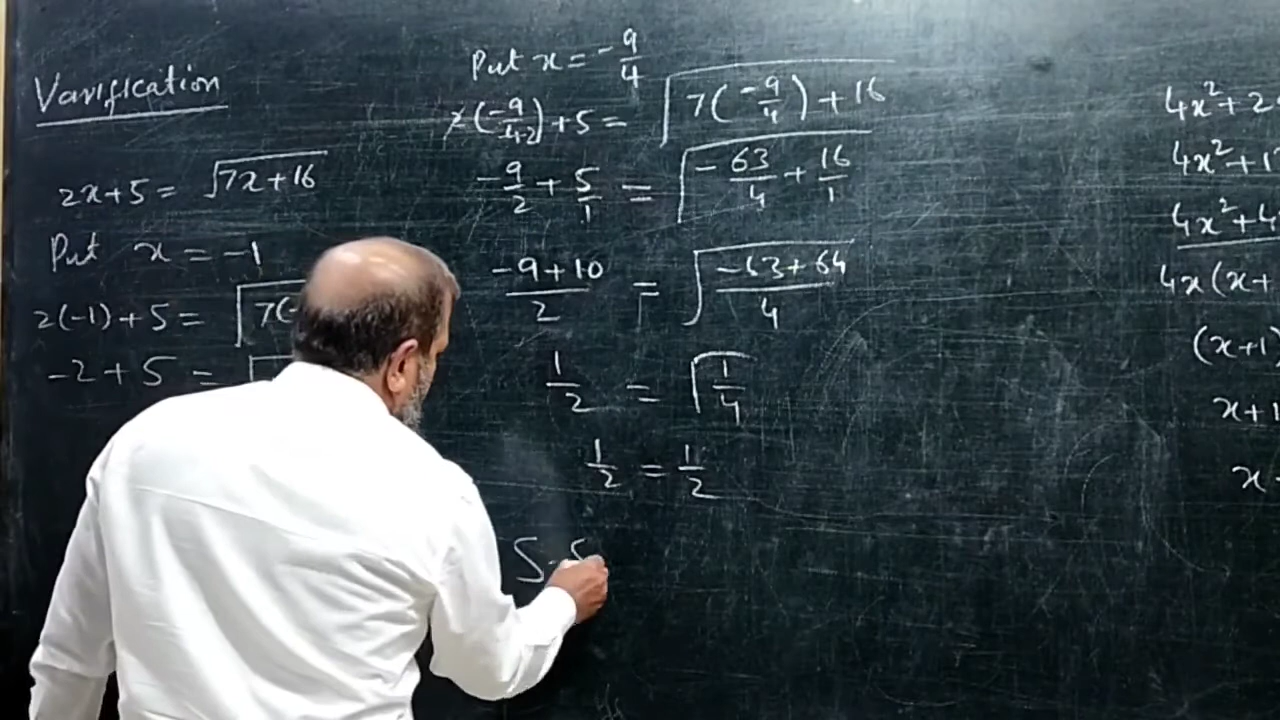 Varification
2x+5 = √7x+16
Put x = -1
2(-1)+5 = √7(-
-2+5 = √
Put x = -9/4
2(-9/4 2)+5 = √7(-9/4)+16
-9/2 + 5/1 = √-63/4 + 16/1
-9+10/2 = √-63+64/4
1/2 = √1/4
1/2 = 1/2
S.S
4x²+2
4x²+1
4x²+4
4x(x+
(x+1)
x+1
x